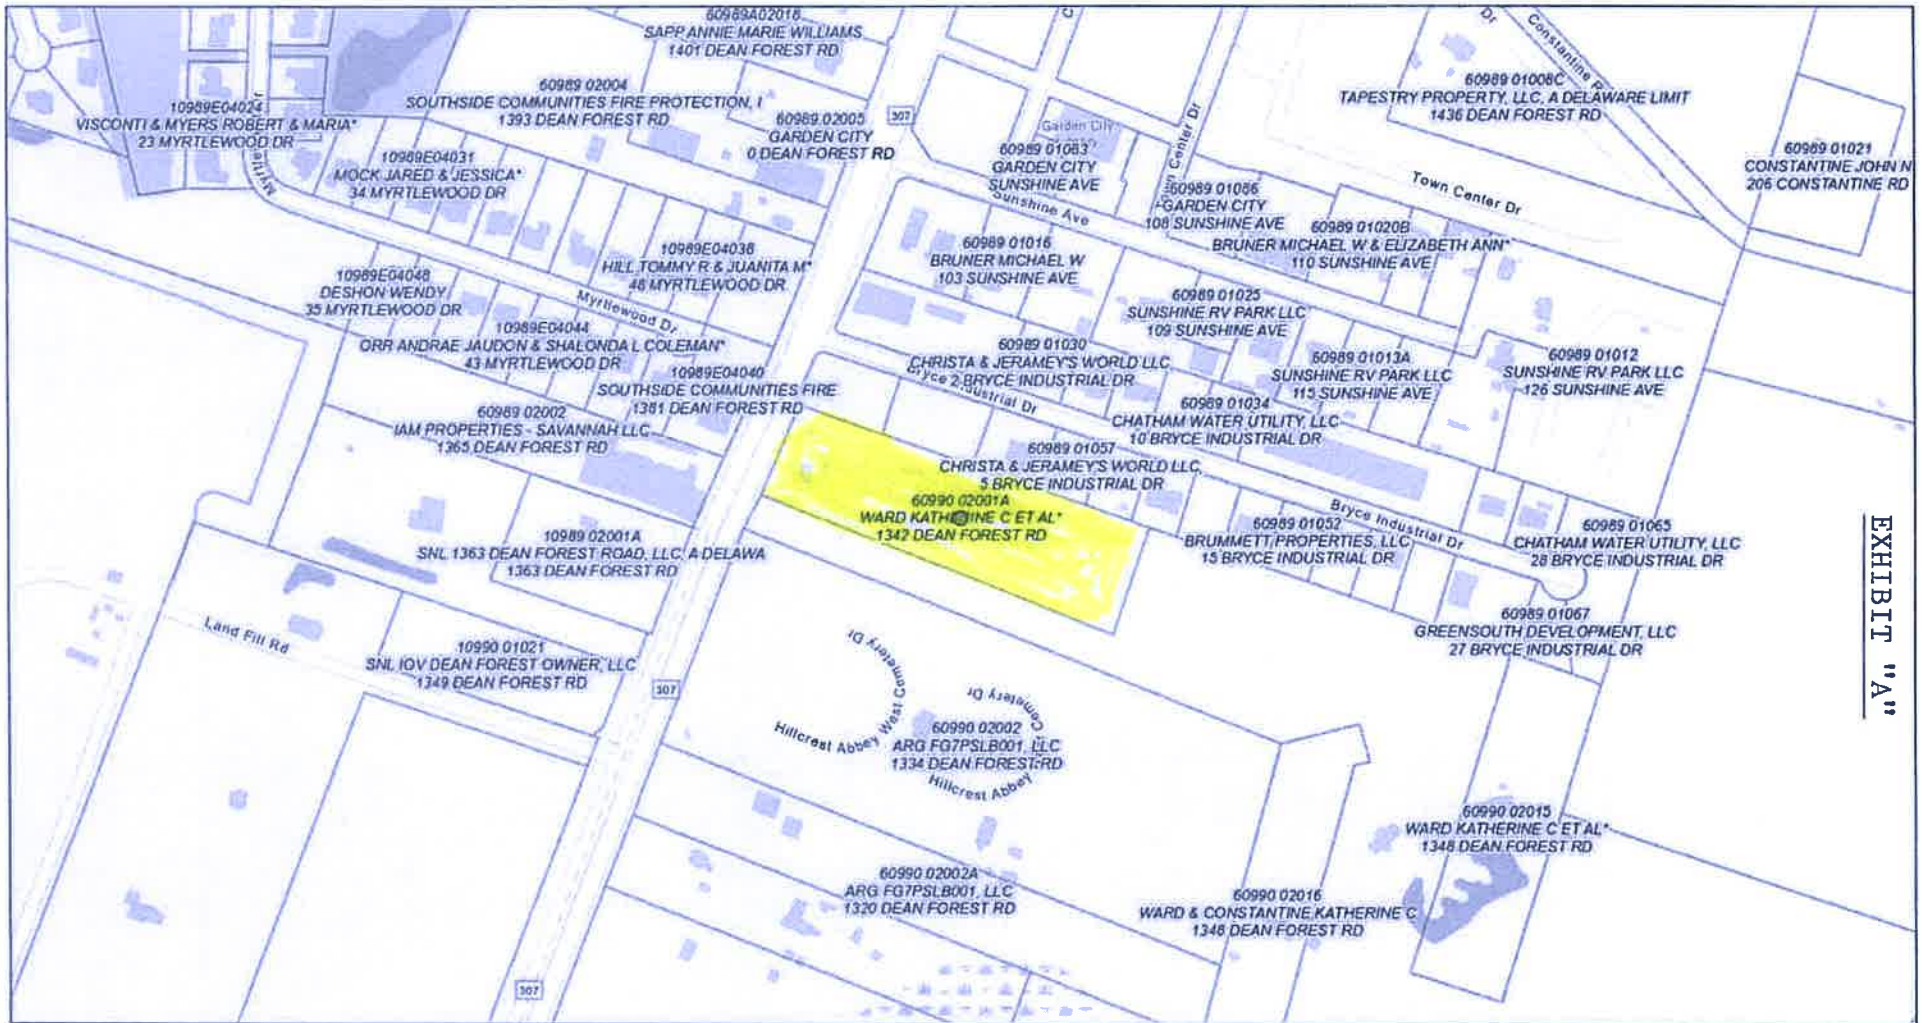 60989A02018
SAPP ANNIE MARIE WILLIAMS
1401 DEAN FOREST RD
Dr
Constantine R
60989 02004
SOUTHSIDE COMMUNITIES FIRE PROTECTION, I
1393 DEAN FOREST RD
60989 01008C
TAPESTRY PROPERTY, LLC, A DELAWARE LIMIT
1436 DEAN FOREST RD
10989E04024
VISCONTI & MYERS ROBERT & MARIA*
23 MYRTLEWOOD DR
60989 02005
GARDEN CITY
0 DEAN FOREST RD
307
Garden City
60989 01063
GARDEN CITY
SUNSHINE AVE
Sunshine Ave
n Center Dr
60989 01021
CONSTANTINE JOHN N
206 CONSTANTINE RD
10989E04031
MOCK JARED & JESSICA*
34 MYRTLEWOOD DR
60989 01066
GARDEN CITY
108 SUNSHINE AVE
Town Center Dr
60989 01020B
BRUNER MICHAEL W & ELIZABETH ANN*
110 SUNSHINE AVE
60989 01016
BRUNER MICHAEL W
103 SUNSHINE AVE
10989E04038
HILL TOMMY R & JUANITA M*
46 MYRTLEWOOD DR
10989E04048
DESHON WENDY
35 MYRTLEWOOD DR
Myrtlewood Dr
60989 01025
SUNSHINE RV PARK LLC
109 SUNSHINE AVE
10989E04044
ORR ANDRAE JAUDON & SHALONDA L COLEMAN*
43 MYRTLEWOOD DR
60989 01030
CHRISTA & JERAMEY'S WORLD LLC
2 BRYCE INDUSTRIAL DR
60989 01013A
SUNSHINE RV PARK LLC
115 SUNSHINE AVE
60989 01012
SUNSHINE RV PARK LLC
126 SUNSHINE AVE
10989E04040
SOUTHSIDE COMMUNITIES FIRE
1381 DEAN FOREST RD
60989 01034
CHATHAM WATER UTILITY, LLC
10 BRYCE INDUSTRIAL DR
60989 02002
IAM PROPERTIES - SAVANNAH LLC
1365 DEAN FOREST RD
60989 01057
CHRISTA & JERAMEY'S WORLD LLC
5 BRYCE INDUSTRIAL DR
60990 02001A
WARD KATHERINE C ET AL*
1342 DEAN FOREST RD
Bryce Industrial Dr
60989 01052
BRUMMETT PROPERTIES, LLC
15 BRYCE INDUSTRIAL DR
60989 01065
CHATHAM WATER UTILITY, LLC
28 BRYCE INDUSTRIAL DR
10989 02001A
SNL 1363 DEAN FOREST ROAD, LLC, A DELAWA
1363 DEAN FOREST RD
EXHIBIT "A"
60989 01067
GREENSOUTH DEVELOPMENT, LLC
27 BRYCE INDUSTRIAL DR
Land Fill Rd
10990 01021
SNL IOV DEAN FOREST OWNER, LLC
1349 DEAN FOREST RD
307
Hillcrest Abbey West Cemetery Dr
60990 02002
ARG FG7PSLB001, LLC
1334 DEAN FOREST RD
Hillcrest Abbey
Cemetery Dr
60990 02015
WARD KATHERINE C ET AL*
1348 DEAN FOREST RD
60990 02002A
ARG FG7PSLB001, LLC
1320 DEAN FOREST RD
60990 02016
WARD & CONSTANTINE KATHERINE C
1348 DEAN FOREST RD
307